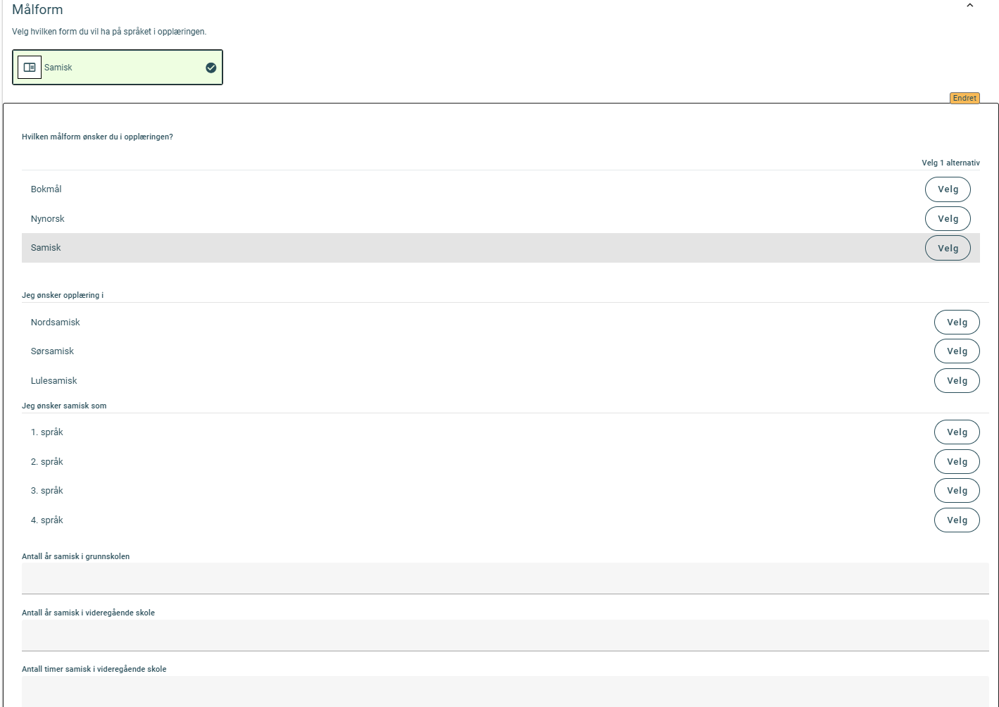 Målform
Velg hvilken form du vil ha på språket i opplæringen.
Samisk
Endret
Hvilken målform ønsker du i opplæringen?
Velg 1 alternativ
Bokmål Velg
Nynorsk Velg
Samisk Velg
Jeg ønsker opplæring i
Nordsamisk Velg
Sørsamisk Velg
Lulesamisk Velg
Jeg ønsker samisk som
1. språk Velg
2. språk Velg
3. språk Velg
4. språk Velg
Antall år samisk i grunnskolen
Antall år samisk i videregående skole
Antall timer samisk i videregående skole